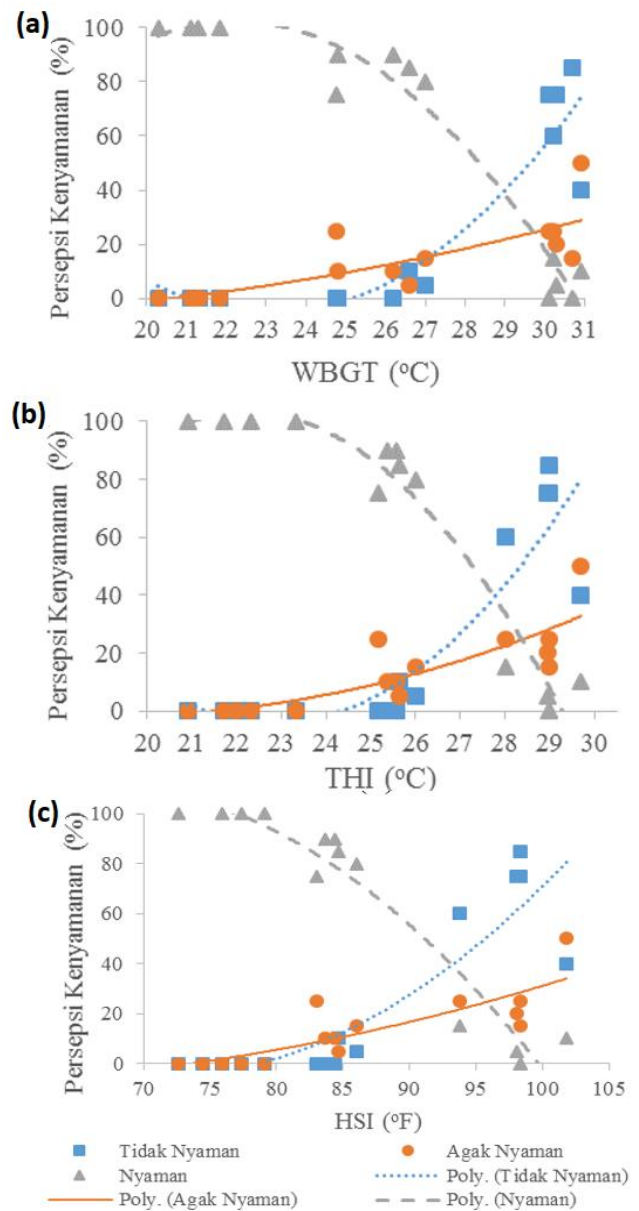 (a)
Persepsi Kenyamanan (%)
100
80
60
40
20
0
20 21 22 23 24 25 26 27 28 29 30 31
WBGT (oC)
(b)
Persepsi Kenyamanan (%)
100
80
60
40
20
0
20 21 22 23 24 25 26 27 28 29 30
THI (oC)
(c)
Persepsi Kenyamanan (%)
100
80
60
40
20
0
70 75 80 85 90 95 100 105
HSI (oF)
Tidak Nyaman Agak Nyaman
Nyaman Poly. (Tidak Nyaman)
Poly. (Agak Nyaman) Poly. (Nyaman)